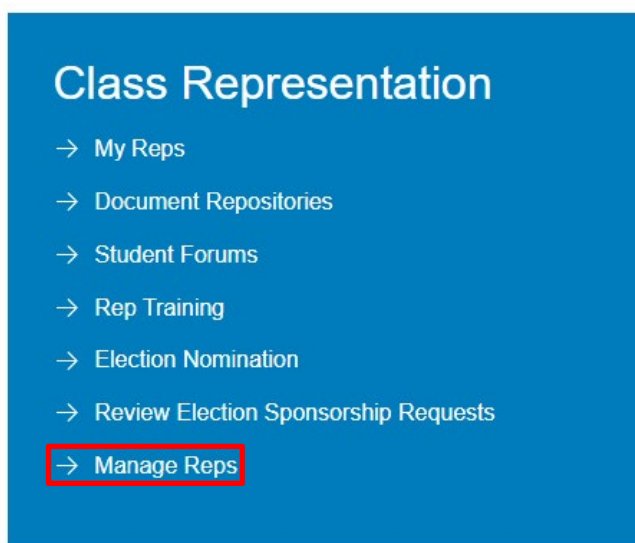 Class Representation
→ My Reps
→ Document Repositories
→ Student Forums
→ Rep Training
→ Election Nomination
→ Review Election Sponsorship Requests
→ Manage Reps